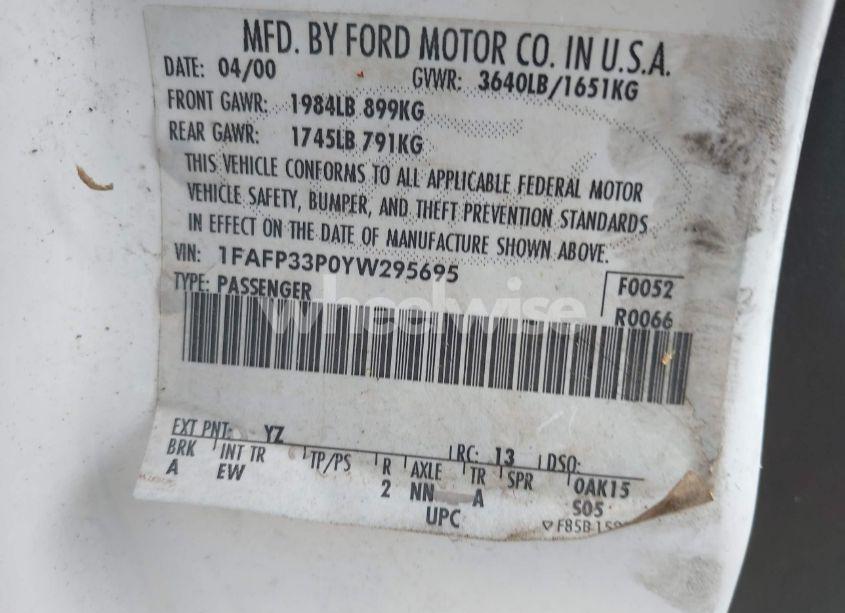 MFD. BY FORD MOTOR CO. IN U.S.A.
DATE: 04/00 GVWR: 3640LB/1651KG
FRONT GAWR: 1984LB 899KG
REAR GAWR: 1745LB 791KG
THIS VEHICLE CONFORMS TO ALL APPLICABLE FEDERAL MOTOR
VEHICLE SAFETY, BUMPER, AND THEFT PREVENTION STANDARDS
IN EFFECT ON THE DATE OF MANUFACTURE SHOWN ABOVE.
VIN: 1FAFP33P0YW295695
TYPE: PASSENGER
F0052
R0066
wheelwise
EXT PNT: YZ RC: 13 DSO:
BRK INT TR TP/PS R AXLE TR SPR 0AK15
A EW 2 NN A S05
UPC